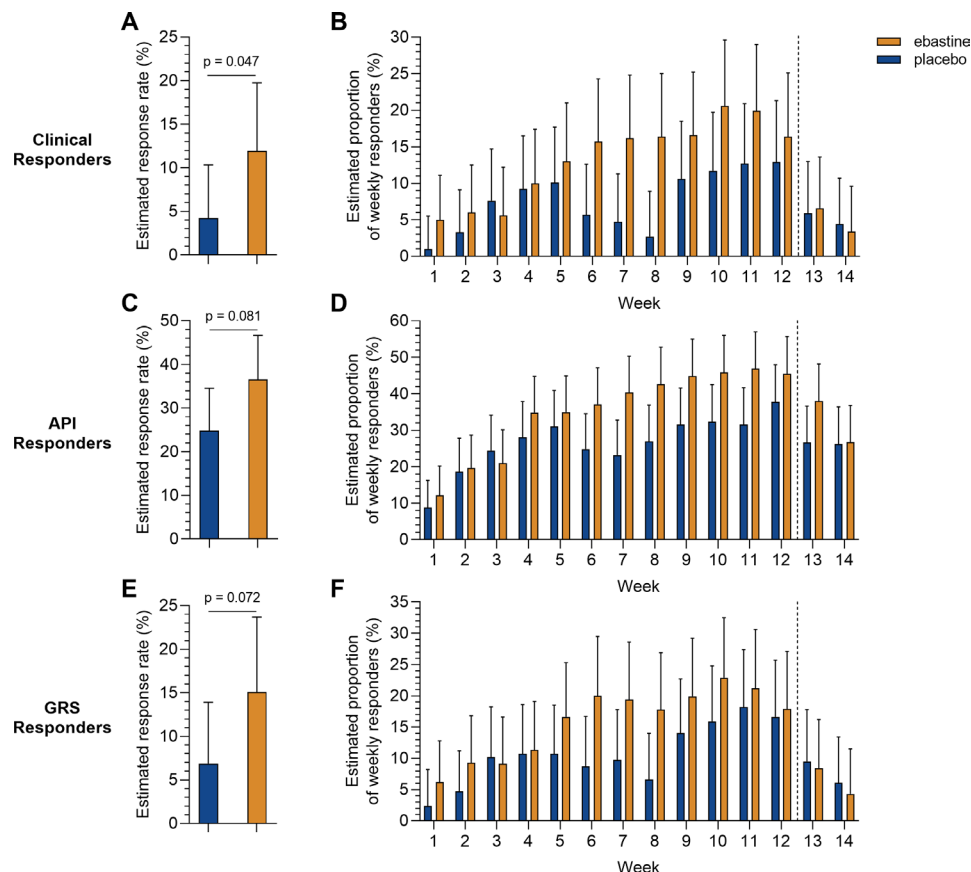 A
B
ebastine
placebo
Clinical
Responders
Estimated response rate (%)
25
20
15
10
5
0
p = 0.047
Estimated proportion
of weekly responders (%)
30
25
20
15
10
5
0
1 2 3 4 5 6 7 8 9 10 11 12 13 14
Week
C
D
API
Responders
Estimated response rate (%)
50
40
30
20
10
0
p = 0.081
Estimated proportion
of weekly responders (%)
60
50
40
30
20
10
0
1 2 3 4 5 6 7 8 9 10 11 12 13 14
Week
E
F
GRS
Responders
Estimated response rate (%)
25
20
15
10
5
0
p = 0.072
Estimated proportion
of weekly responders (%)
35
30
25
20
15
10
5
0
1 2 3 4 5 6 7 8 9 10 11 12 13 14
Week